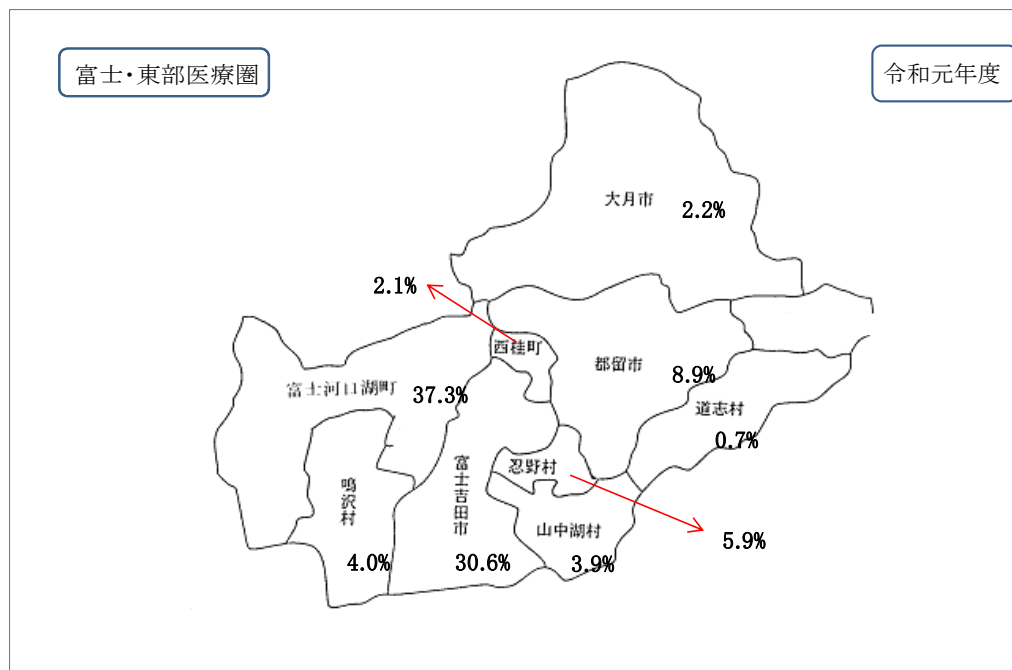 富士・東部医療圏
令和元年度
大月市
2.2%
2.1%
西桂町
都留市
8.9%
富士河口湖町
37.3%
道志村
0.7%
忍野村
5.9%
鳴沢村
4.0%
富士吉田市
30.6%
山中湖村
3.9%